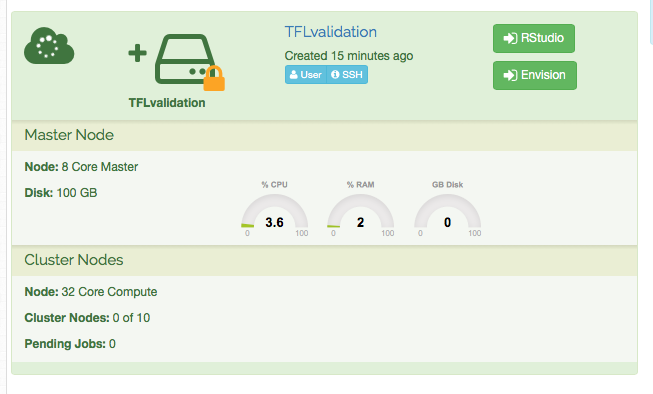 TFLvalidation
Created 15 minutes ago
User SSH
RStudio
Envision
TFLvalidation
Master Node
Node: 8 Core Master
Disk: 100 GB
% CPU % RAM GB Disk
3.6 2 0
0 100 0 100 0 100
Cluster Nodes
Node: 32 Core Compute
Cluster Nodes: 0 of 10
Pending Jobs: 0